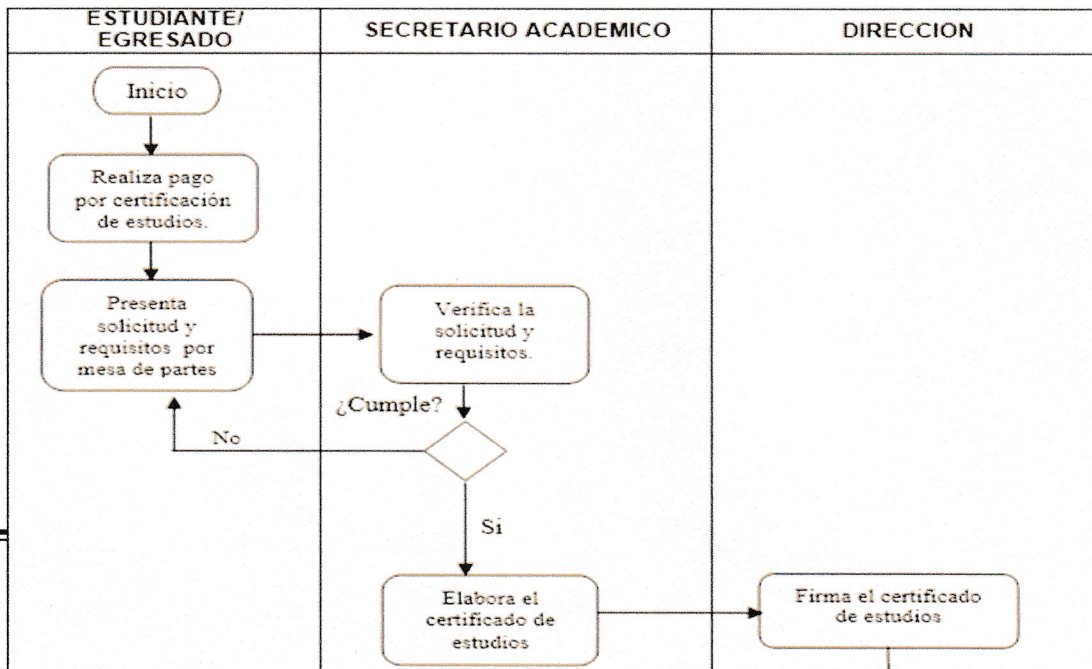 ESTUDIANTE/
EGRESADO
SECRETARIO ACADEMICO
DIRECCION
Inicio
Realiza pago
por certificación
de estudios.
Presenta
solicitud y
requisitos por
mesa de partes
Verifica la
solicitud y
requisitos.
¿Cumple?
No
Si
Elabora el
certificado de
estudios
Firma el certificado
de estudios